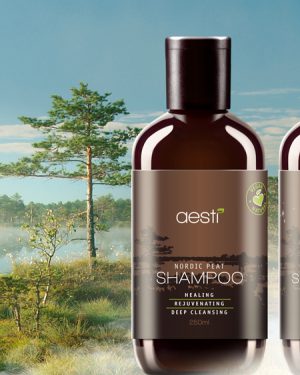 aesti
NORDIC PEAT
SHAMPOO
HEALING
REJUVENATING
DEEP CLEANSING
250ml